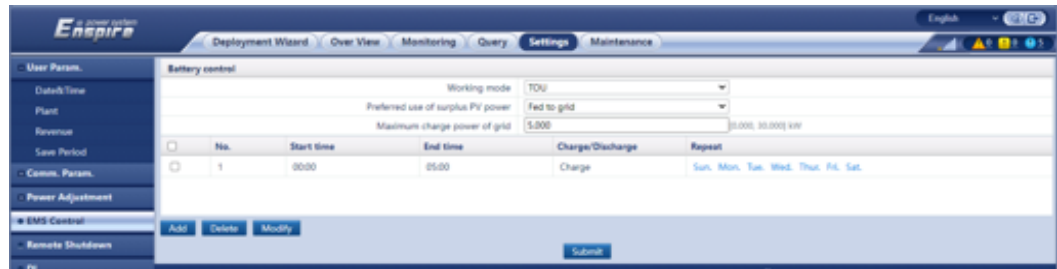 English
e power system
Enspire
Deployment Wizard Over View Monitoring Query Settings Maintenance
User Param.
Date&Time
Plant
Revenue
Save Period
Comm. Param.
Power Adjustment
EMS Control
Remote Shutdown
DI
Battery control
Working mode TOU
Preferred use of surplus PV power Fed to grid
Maximum charge power of grid 5.000 [0.000, 30.000] kW
No. Start time End time Charge/Discharge Repeat
1 00:00 05:00 Charge Sun. Mon. Tue. Wed. Thur. Fri. Sat.
Add Delete Modify
Submit